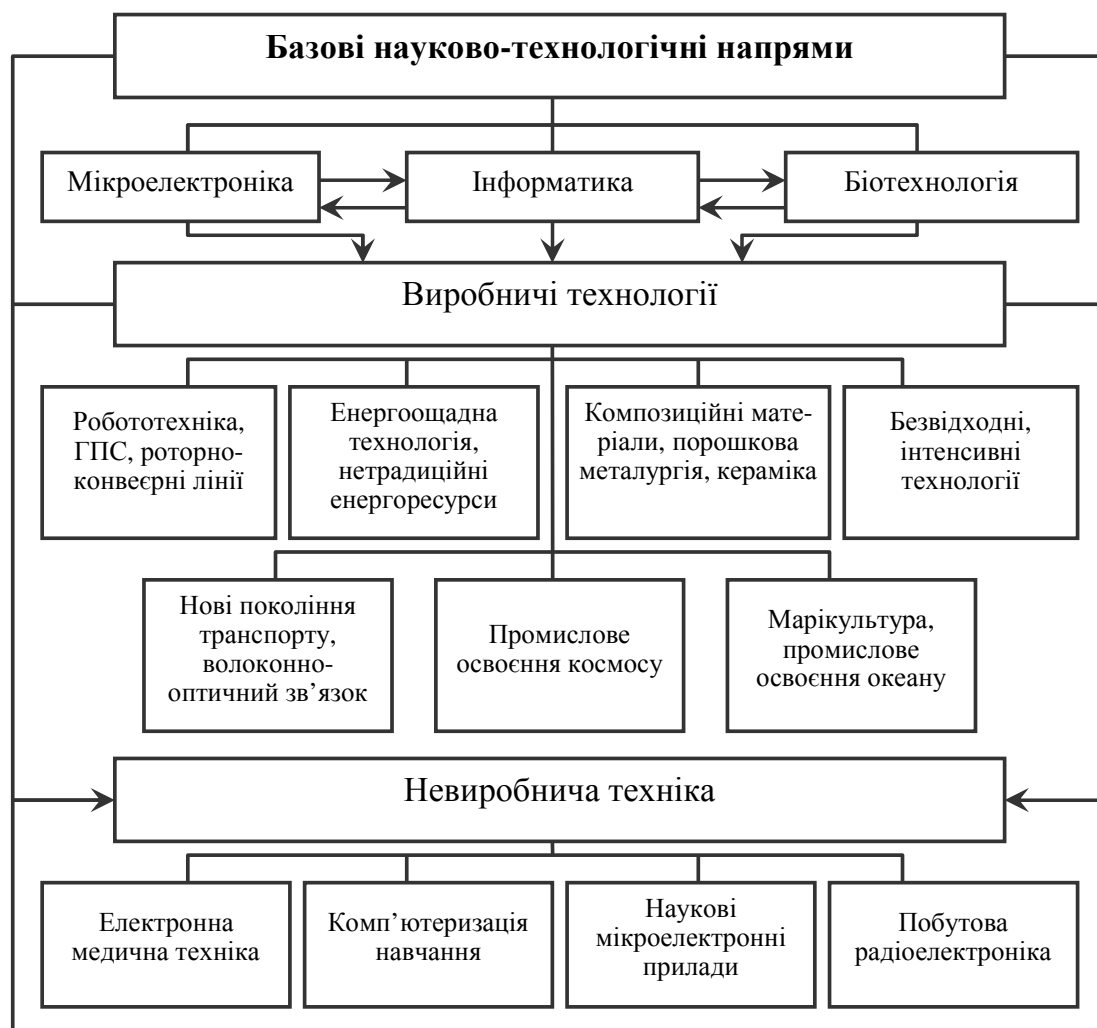 Базові науково-технологічні напрями
Мікроелектроніка
Інформатика
Біотехнологія
Виробничі технології
Робототехніка,
ГПС, роторно-
конвеєрні лінії
Енергоощадна
технологія,
нетрадиційні
енергоресурси
Композиційні мате-
ріали, порошкова
металургія, кераміка
Безвідходні,
інтенсивні
технології
Нові покоління
транспорту,
волоконно-
оптичний зв’язок
Промислове
освоєння космосу
Марікультура,
промислове
освоєння океану
Невиробнича техніка
Електронна
медична техніка
Комп’ютеризація
навчання
Наукові
мікроелектронні
прилади
Побутова
радіоелектроніка